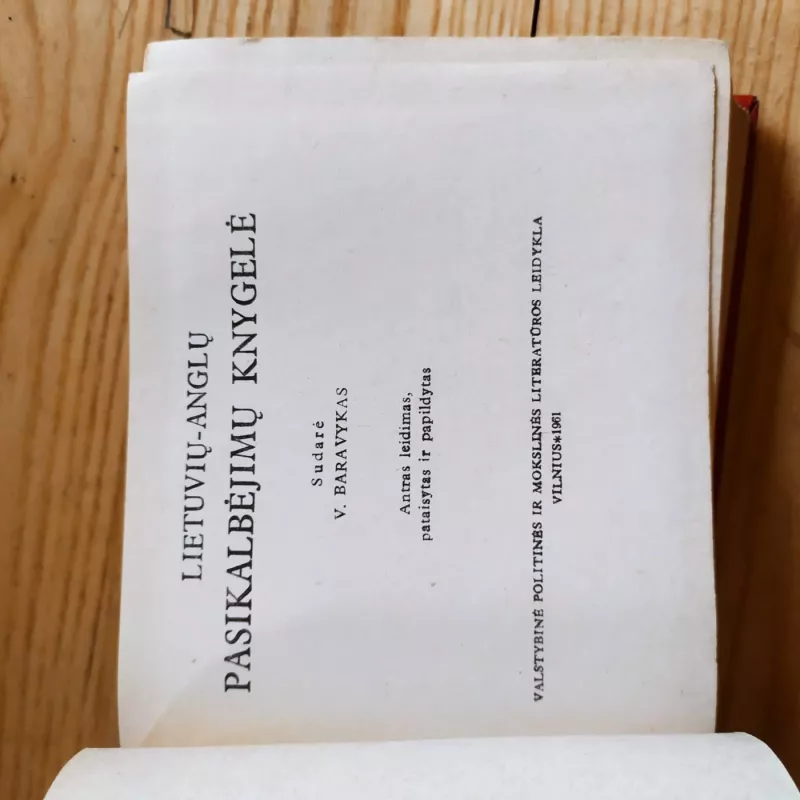 LIETUVIŲ-ANGLŲ
PASIKALBĖJIMŲ KNYGELĖ
Sudarė
V. BARAVYKAS
Antras leidimas,
pataisytas ir papildytas
VALSTYBINĖ POLITINĖS IR MOKSLINĖS LITERATŪROS LEIDYKLA
VILNIUS*1961